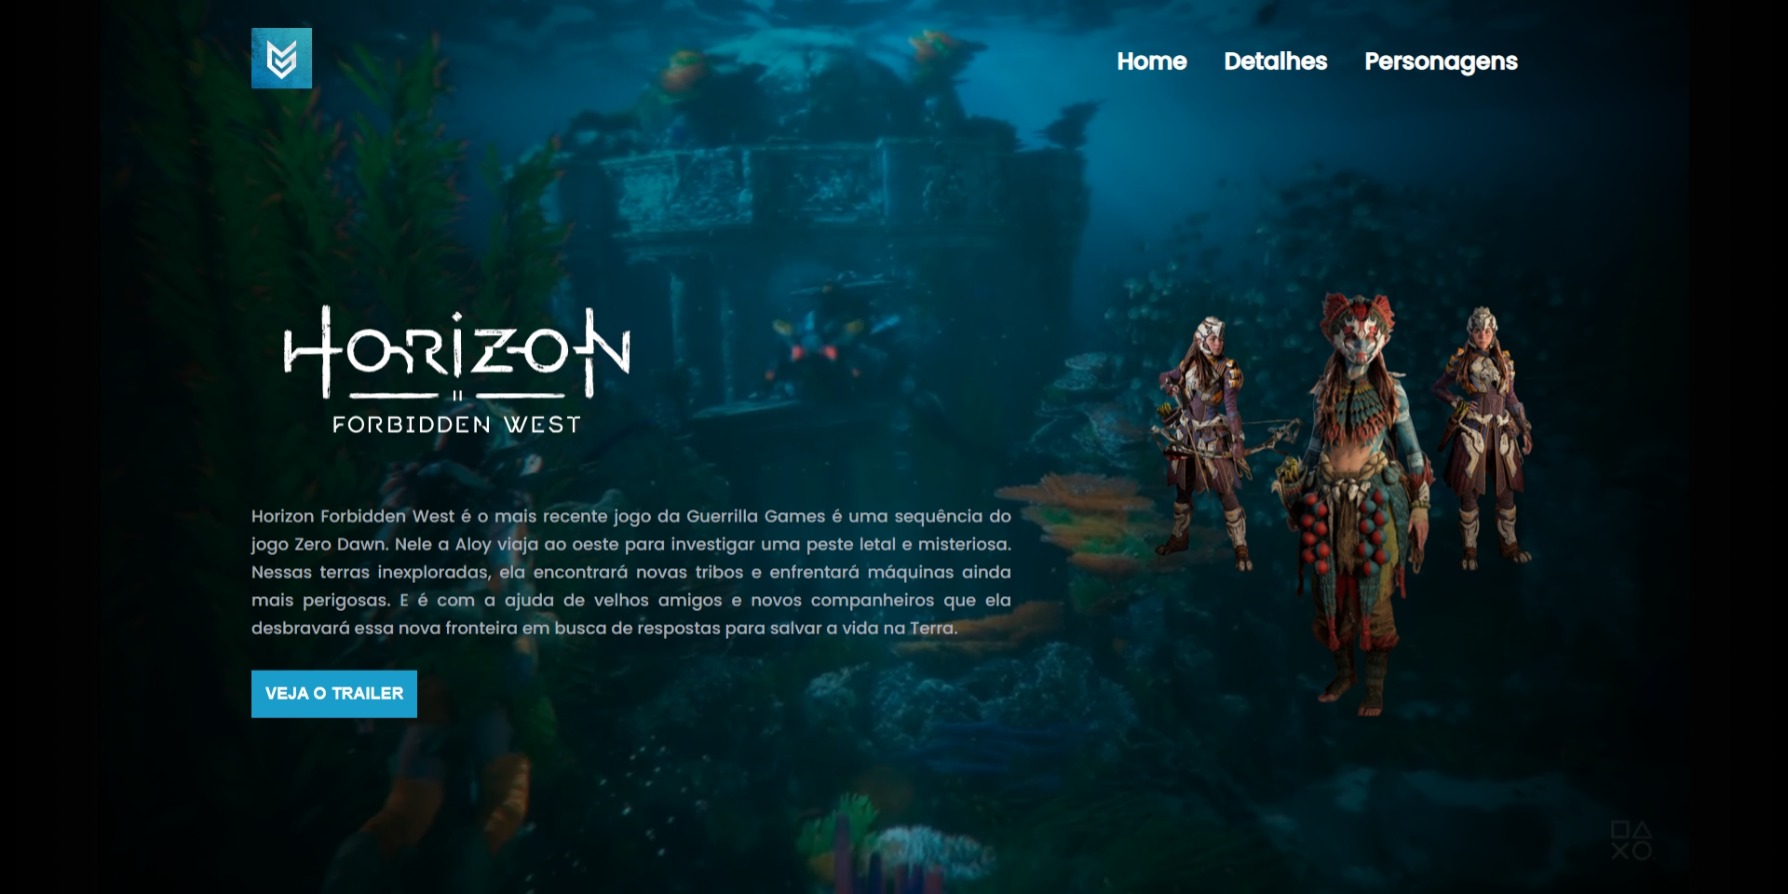 Home Detalhes Personagens
HORIZON
FORBIDDEN WEST
Horizon Forbidden West é o mais recente jogo da Guerrilla Games é uma sequência do
jogo Zero Dawn. Nele a Aloy viaja ao oeste para investigar uma peste letal e misteriosa.
Nessas terras inexploradas, ela encontrará novas tribos e enfrentará máquinas ainda
mais perigosas. E é com a ajuda de velhos amigos e novos companheiros que ela
desbravará essa nova fronteira em busca de respostas para salvar a vida na Terra.
VEJA O TRAILER